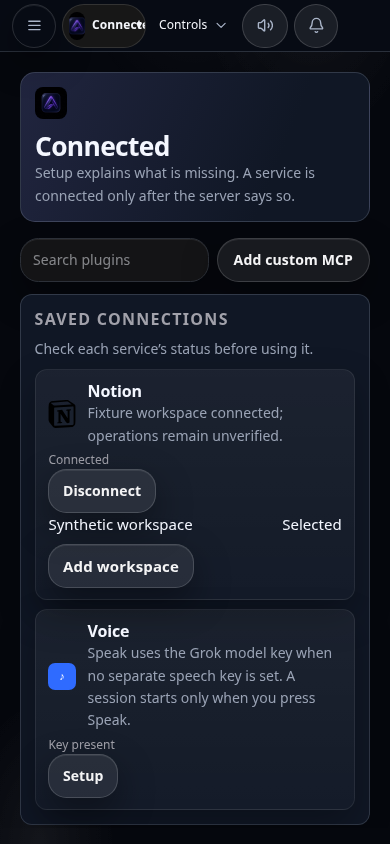 Connecte
Controls
Connected
Setup explains what is missing. A service is
connected only after the server says so.
Search plugins
Add custom MCP
SAVED CONNECTIONS
Check each service’s status before using it.
Notion
Fixture workspace connected;
operations remain unverified.
Connected
Disconnect
Synthetic workspace Selected
Add workspace
Voice
Speak uses the Grok model key when
no separate speech key is set. A
session starts only when you press
Speak.
Key present
Setup